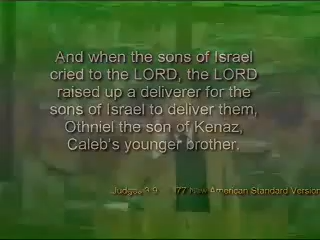 And when the sons of Israel
cried to the LORD, the LORD
raised up a deliverer for the
sons of Israel to deliver them,
Othniel the son of Kenaz,
Caleb's younger brother.
Judges 3:9 '77 New American Standard Version